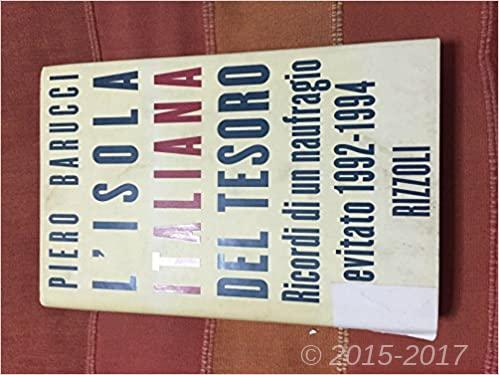 PIERO BARUCCI
L'ISOLA
ITALIANA
DEL TESORO
Ricordi di un naufragio
evitato 1992-1994
RIZZOLI
© 2015-2017